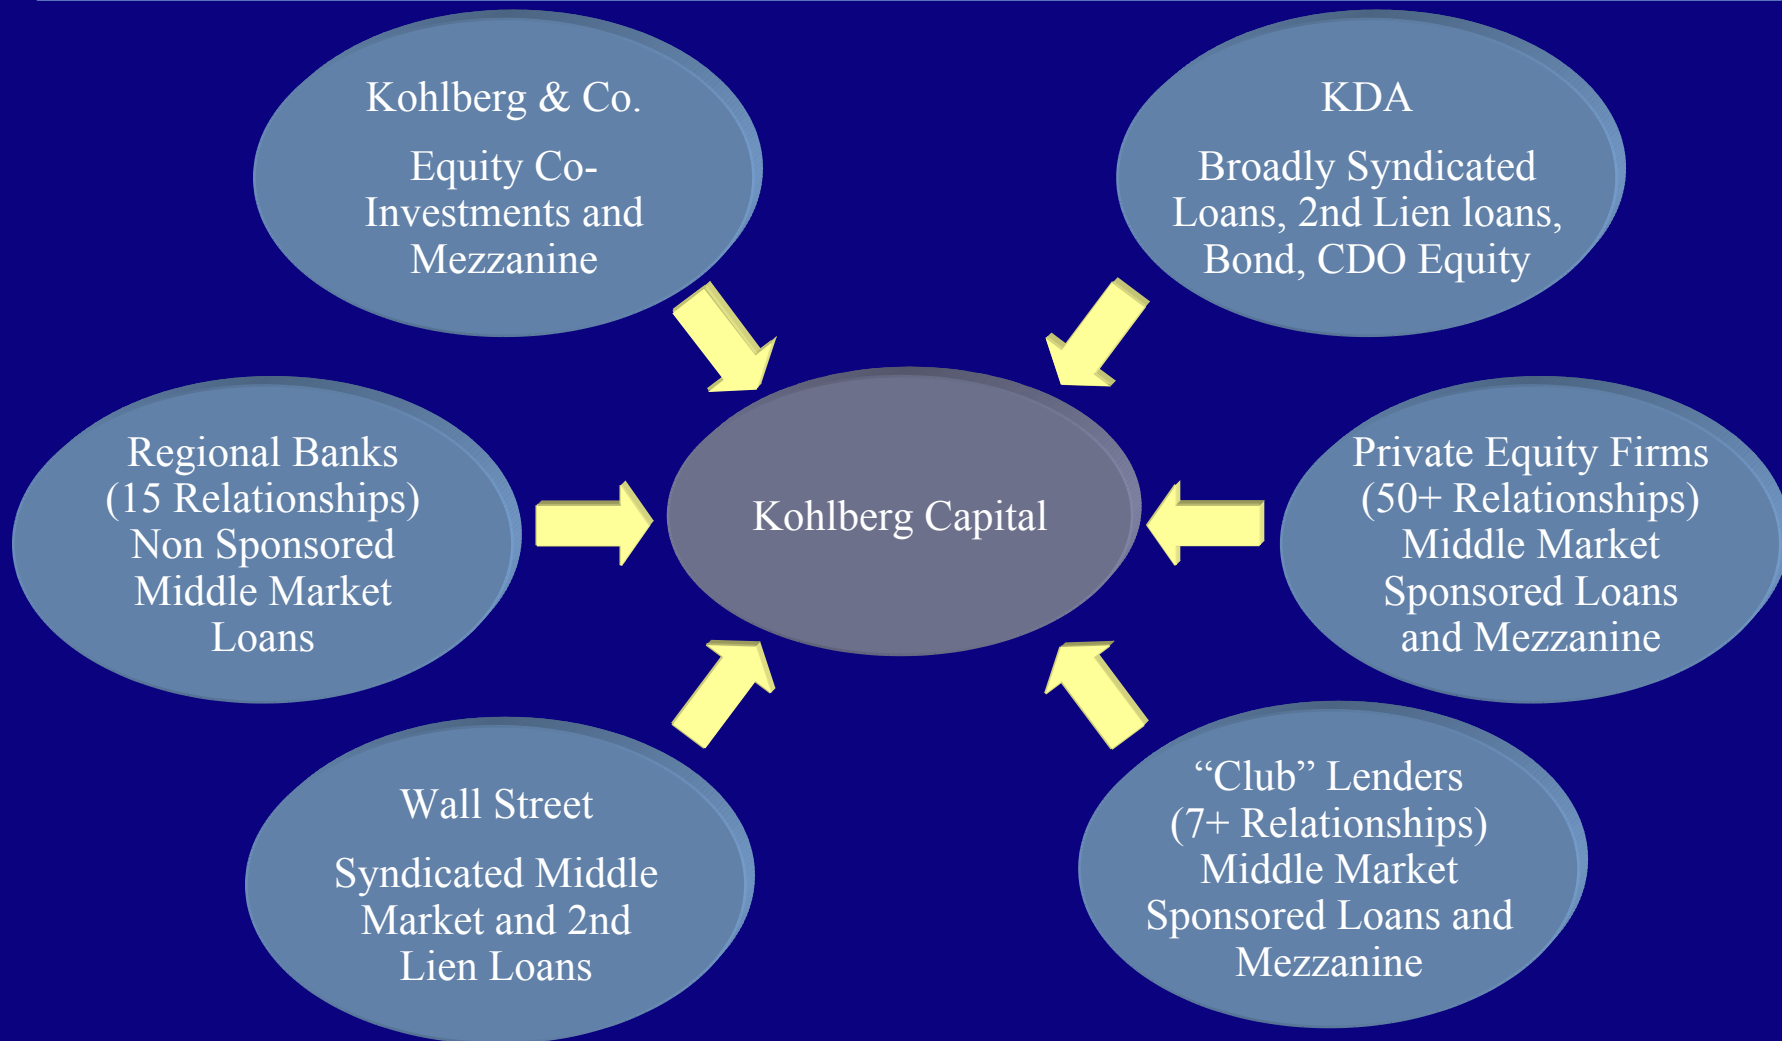 Kohlberg & Co.
Equity Co-
Investments and
Mezzanine
KDA
Broadly Syndicated
Loans, 2nd Lien loans,
Bond, CDO Equity
Regional Banks
(15 Relationships)
Non Sponsored
Middle Market
Loans
Kohlberg Capital
Private Equity Firms
(50+ Relationships)
Middle Market
Sponsored Loans
and Mezzanine
Wall Street
Syndicated Middle
Market and 2nd
Lien Loans
“Club” Lenders
(7+ Relationships)
Middle Market
Sponsored Loans and
Mezzanine